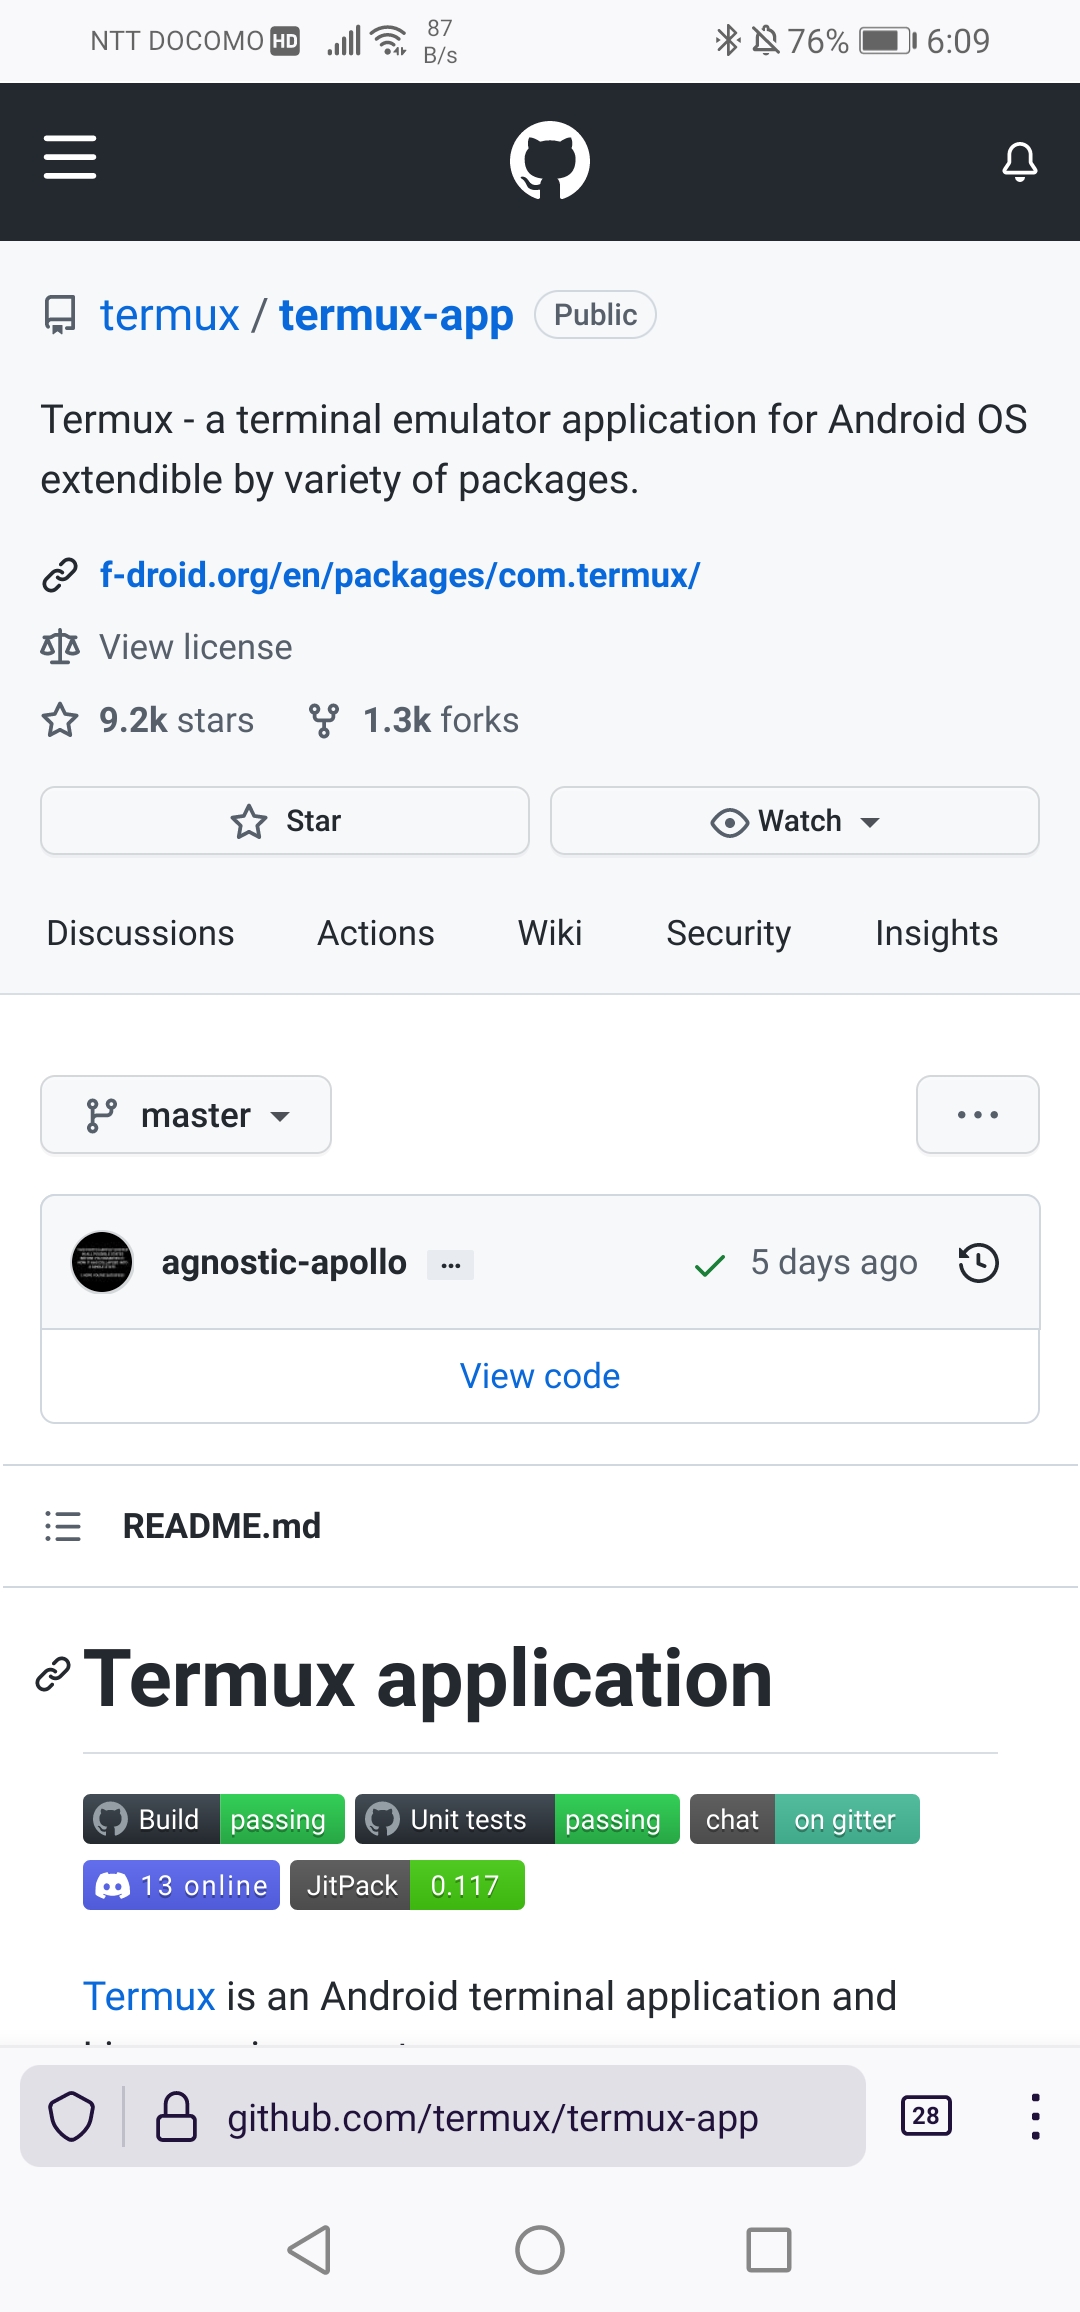 NTT DOCOMO HD 87 B/s 76% 6:09
termux / termux-app Public
Termux - a terminal emulator application for Android OS
extendible by variety of packages.
f-droid.org/en/packages/com.termux/
View license
9.2k stars 1.3k forks
Star Watch
Discussions Actions Wiki Security Insights
master
agnostic-apollo 5 days ago
View code
README.md
Termux application
Build passing Unit tests passing chat on gitter
13 online JitPack 0.117
Termux is an Android terminal application and
github.com/termux/termux-app 28